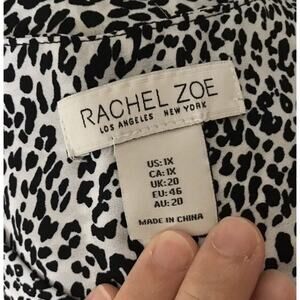 RACHEL ZOE
LOS ANGELES NEW YORK
US: 1X
CA: 1X
UK: 20
EU: 46
AU: 20
MADE IN CHINA